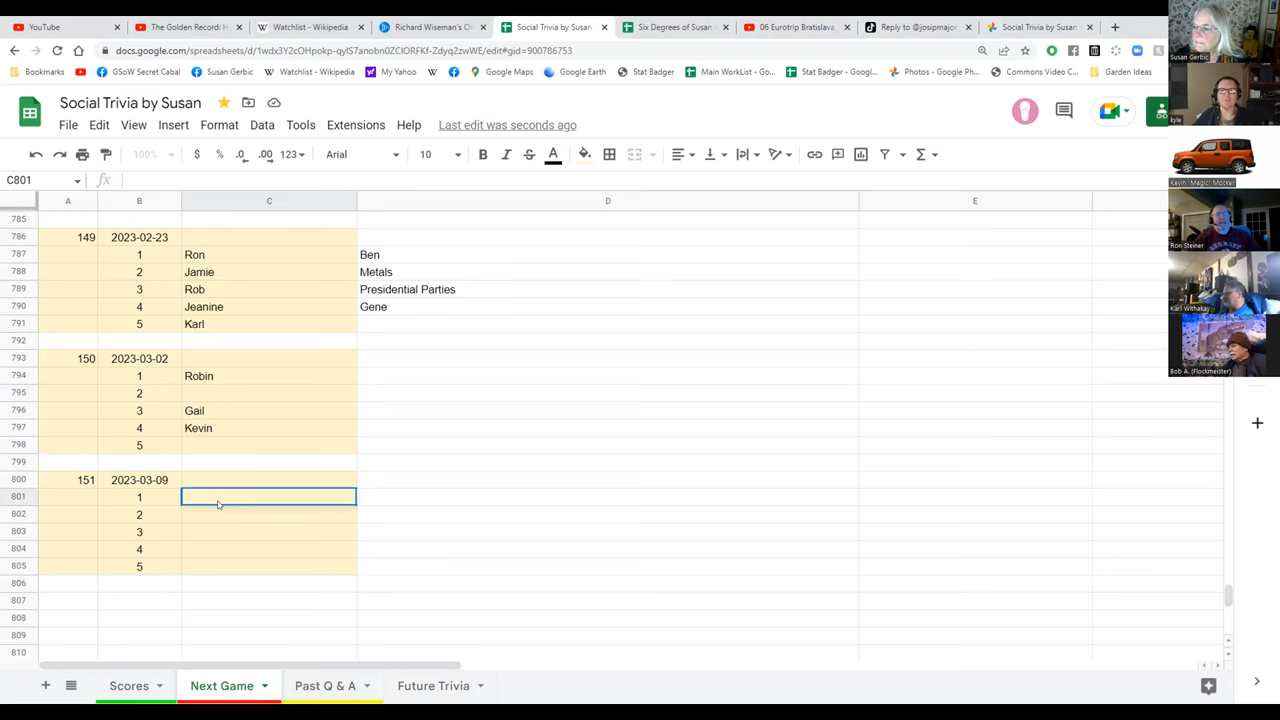 YouTube
The Golden Record: H
Watchlist - Wikipedia
Richard Wiseman's O
Social Trivia by Susan
Six Degrees of Susan
06 Eurotrip Bratislava,
Reply to @josipmajor
Social Trivia by Susan
docs.google.com/spreadsheets/d/1wdx3Y2cOHpokp-qyIS7anobn0ZClORFKf-Zdyq2zwWE/edit#gid=900786753
Bookmarks
GSoW Secret Cabal
Susan Gerbic
Watchlist - Wikipedia
My Yahoo
Google Maps
Google Earth
Stat Badger
Main WorkList - Go...
Stat Badger - Goog...
Photos - Google Ph...
Commons Video C...
Garden Ideas
Social Trivia by Susan
File Edit View Insert Format Data Tools Extensions Help Last edit was seconds ago
100% $ % .0 .00 123 Arial 10 B I S A
C801 fx
A B C D E
785
786 149 2023-02-23
787 1 Ron Ben
788 2 Jamie Metals
789 3 Rob Presidential Parties
790 4 Jeanine Gene
791 5 Karl
792
793 150 2023-03-02
794 1 Robin
795 2
796 3 Gail
797 4 Kevin
798 5
799
800 151 2023-03-09
801 1
802 2
803 3
804 4
805 5
806
807
808
809
810
Scores Next Game Past Q & A Future Trivia
Susan Gerbic
kyle
Kevin 'Magic' Mosker
Ron Steiner
Karl Withakay
Bob A. (Flockmeister)